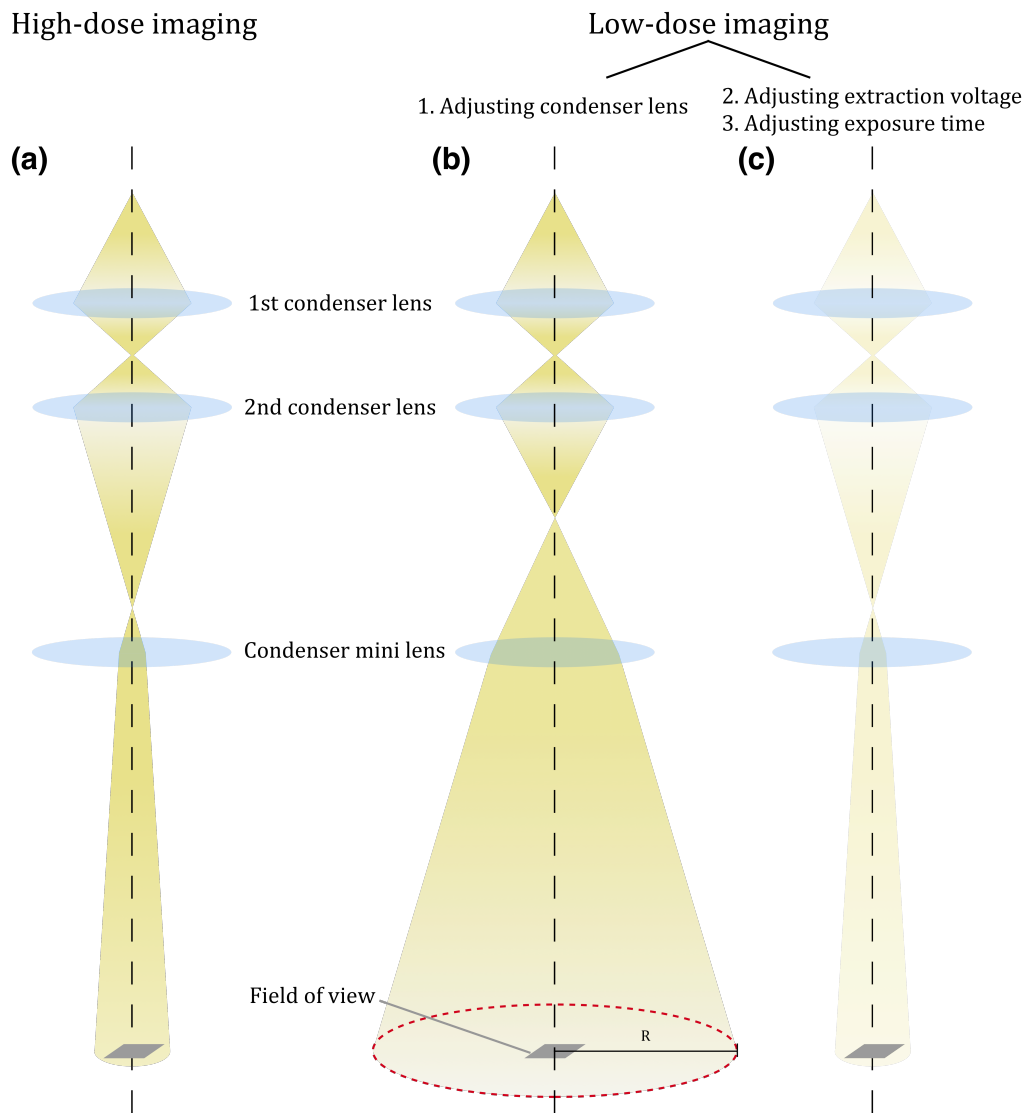 High-dose imaging
Low-dose imaging
1. Adjusting condenser lens
2. Adjusting extraction voltage
3. Adjusting exposure time
(a)
(b)
(c)
1st condenser lens
2nd condenser lens
Condenser mini lens
Field of view
R